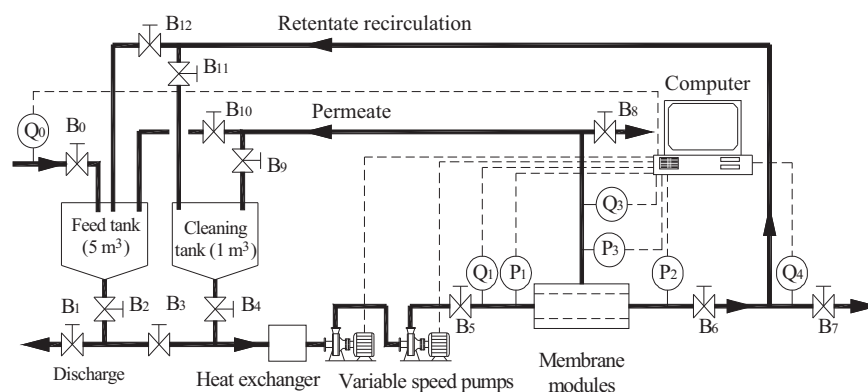 B12
Retentate recirculation
B11
Computer
Q0
B0
B10
Permeate
B8
B9
Q3
Feed tank
(5 m³)
Cleaning
tank (1 m³)
P3
Q1
P1
P2
Q4
B1
B2
B3
B4
B5
B6
B7
Discharge
Heat exchanger
Variable speed pumps
Membrane
modules